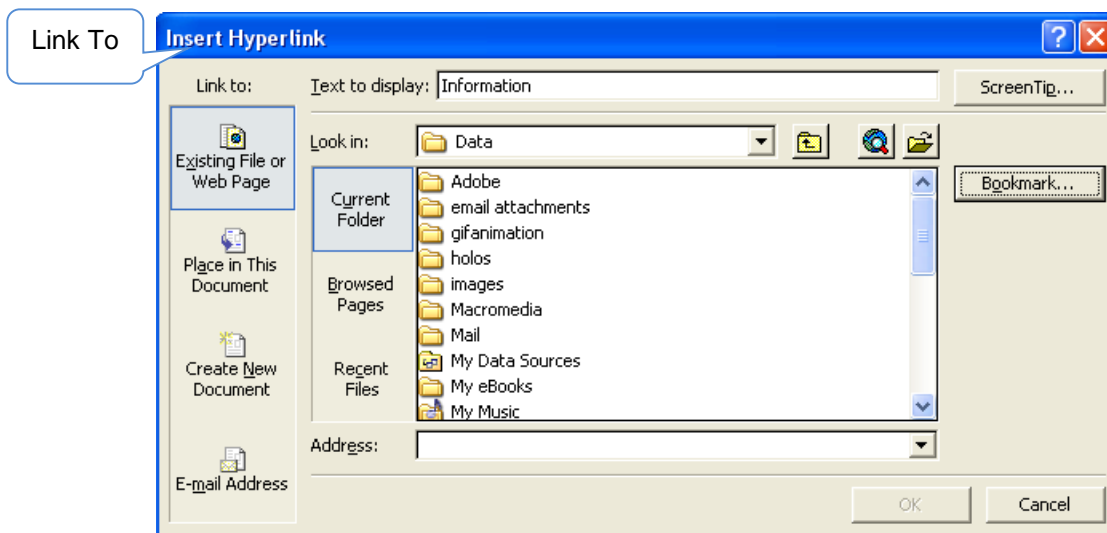 Link To
Insert Hyperlink
Link to:
Text to display: Information
ScreenTip...
Look in: Data
Existing File or
Web Page
Place in This
Document
Create New
Document
E-mail Address
Current
Folder
Browsed
Pages
Recent
Files
Adobe
email attachments
gifanimation
holos
images
Macromedia
Mail
My Data Sources
My eBooks
My Music
Bookmark...
Address:
OK
Cancel